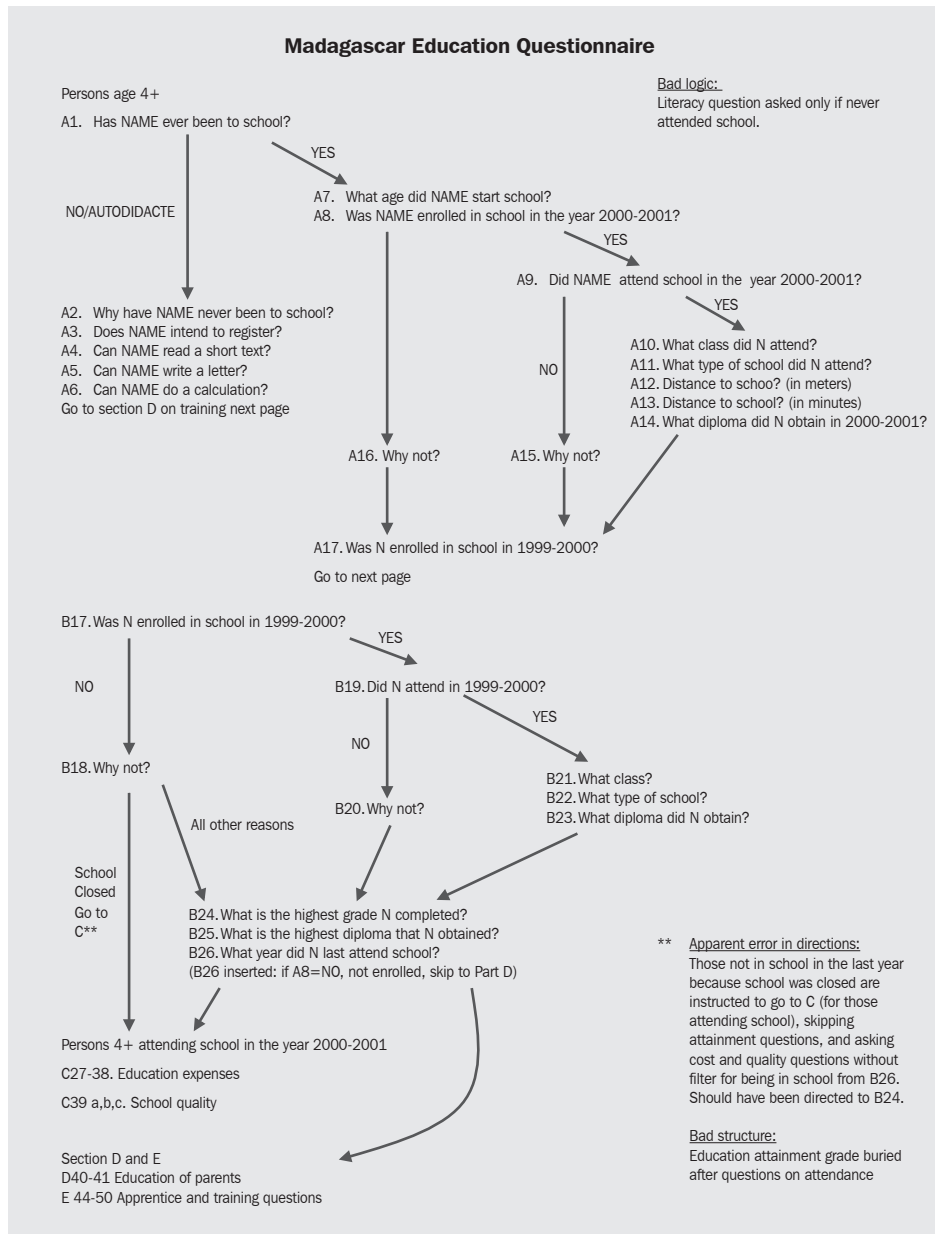 Madagascar Education Questionnaire
Persons age 4+
A1. Has NAME ever been to school?
Bad logic:
Literacy question asked only if never
attended school.
YES
NO/AUTODIDACTE
A7. What age did NAME start school?
A8. Was NAME enrolled in school in the year 2000-2001?
YES
A9. Did NAME attend school in the year 2000-2001?
YES
A2. Why have NAME never been to school?
A3. Does NAME intend to register?
A4. Can NAME read a short text?
A5. Can NAME write a letter?
A6. Can NAME do a calculation?
Go to section D on training next page
NO
A10. What class did N attend?
A11. What type of school did N attend?
A12. Distance to schoo? (in meters)
A13. Distance to school? (in minutes)
A14. What diploma did N obtain in 2000-2001?
A16. Why not?
A15. Why not?
A17. Was N enrolled in school in 1999-2000?
Go to next page
B17. Was N enrolled in school in 1999-2000?
YES
NO
B19. Did N attend in 1999-2000?
YES
NO
B18. Why not?
B21. What class?
B22. What type of school?
B23. What diploma did N obtain?
B20. Why not?
All other reasons
School
Closed
Go to
C**
B24. What is the highest grade N completed?
B25. What is the highest diploma that N obtained?
B26. What year did N last attend school?
(B26 inserted: if A8=NO, not enrolled, skip to Part D)
** Apparent error in directions:
Those not in school in the last year
because school was closed are
instructed to go to C (for those
attending school), skipping
attainment questions, and asking
cost and quality questions without
filter for being in school from B26.
Should have been directed to B24.
Persons 4+ attending school in the year 2000-2001
C27-38. Education expenses
C39 a,b,c. School quality
Bad structure:
Education attainment grade buried
after questions on attendance
Section D and E
D40-41 Education of parents
E 44-50 Apprentice and training questions